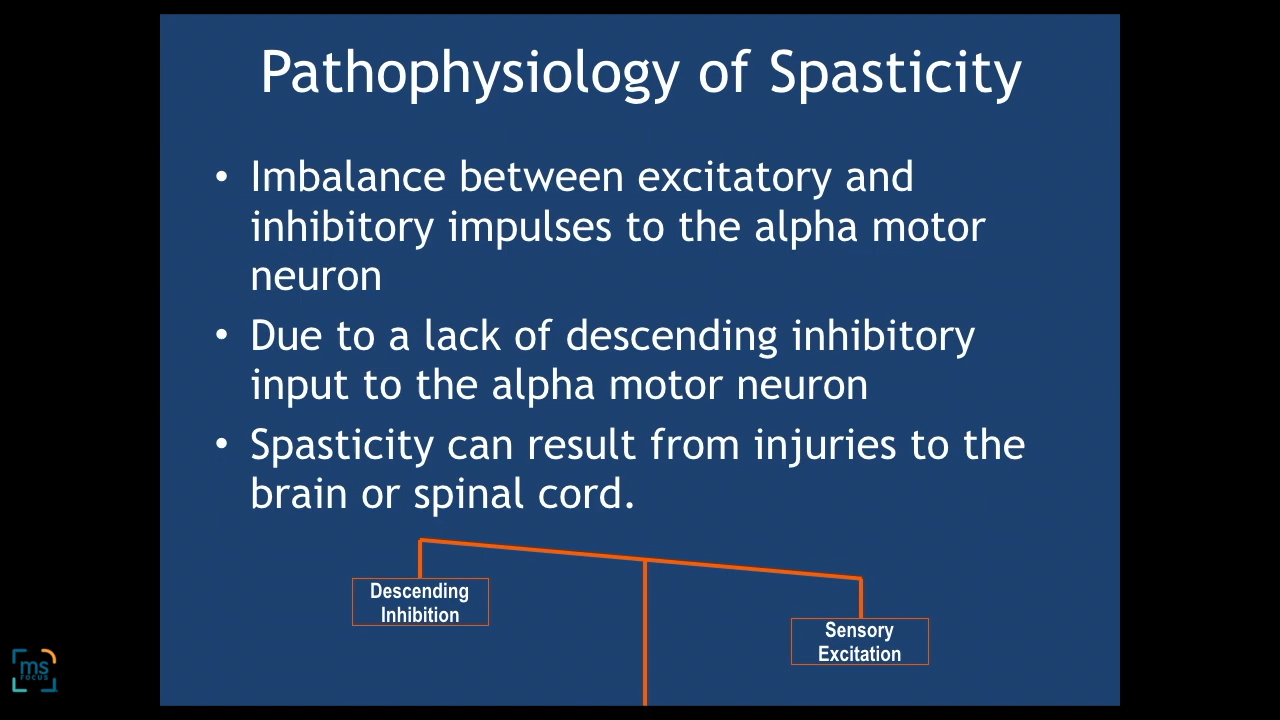 Pathophysiology of Spasticity
• Imbalance between excitatory and
inhibitory impulses to the alpha motor
neuron
• Due to a lack of descending inhibitory
input to the alpha motor neuron
• Spasticity can result from injuries to the
brain or spinal cord.
Descending
Inhibition
Sensory
Excitation
ms
FOCUS